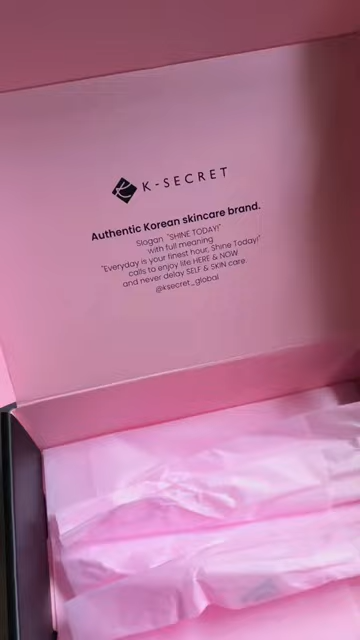 K-SECRET
Authentic Korean skincare brand.
Slogan "SHINE TODAY!"
with full meaning
"Everyday is your finest hour, Shine Today!"
calls to enjoy life HERE & NOW
and never delay SELF & SKIN care.
@ksecret_global